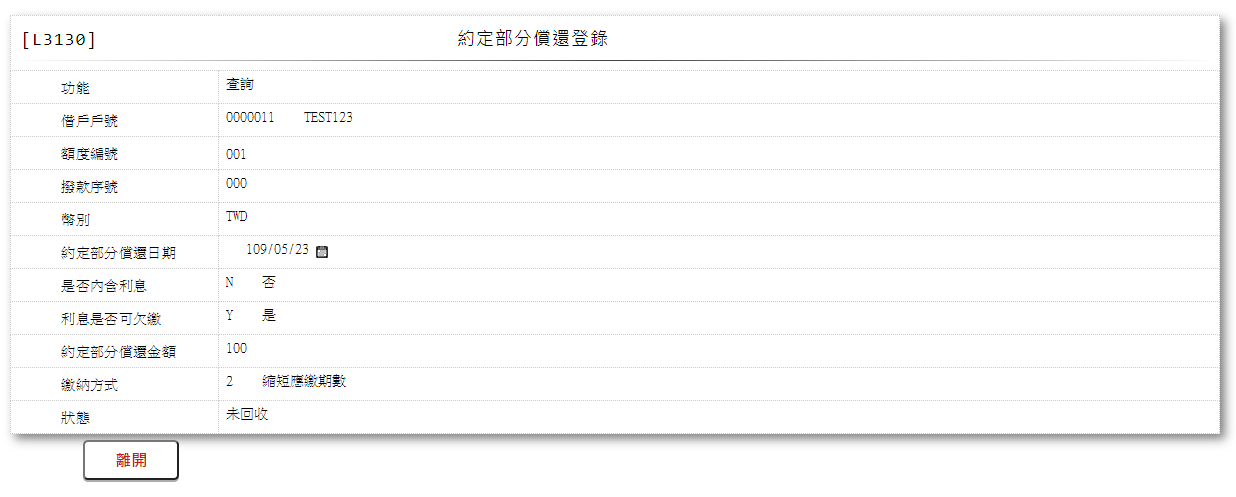 [L3130] 約定部分償還登錄
功能 查詢
借戶戶號 0000011 TEST123
額度編號 001
撥款序號 000
幣別 TWD
約定部分償還日期 109/05/23
是否內含利息 N 否
利息是否可欠繳 Y 是
約定部分償還金額 100
繳納方式 2 縮短應繳期數
狀態 未回收
離開